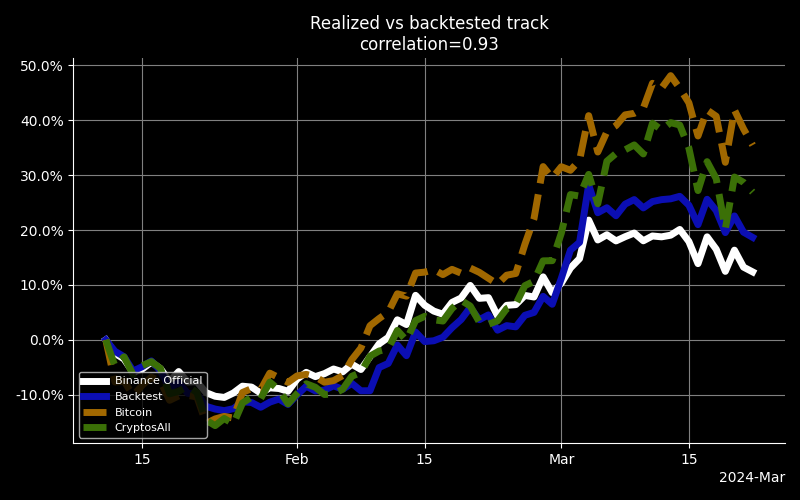 Realized vs backtested track
correlation=0.93
50.0%
40.0%
30.0%
20.0%
10.0%
0.0%
-10.0%
Binance Official
Backtest
Bitcoin
CryptosAll
15
Feb
15
Mar
15
2024-Mar